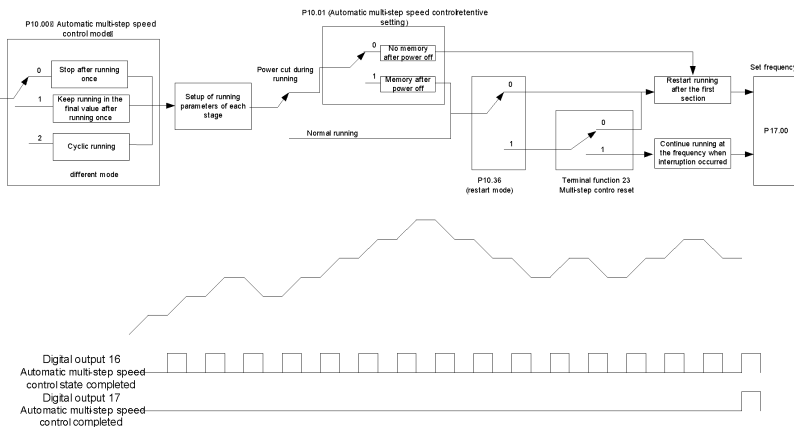 P10.00▯ Automatic multi-step speed
control mode▯
0
Stop after running
once
1
Keep running in the
final value after
running once
2
Cyclic running
different mode
Setup of running
parameters of each
stage
Power cut during
running
Normal running
P10.01 (Automatic multi-step speed controlretentive
setting)
0
No memory
after power off
1
Memory after
power off
0
1
P10.36
(restart mode)
0
1
Terminal function 23
Multi-step contro reset
Restart running
after the first
section
Continue running at
the frequency when
interruption occurred
Set frequency
P17.00
Digital output 16
Automatic multi-step speed
control state completed
Digital output 17
Automatic multi-step speed
control completed